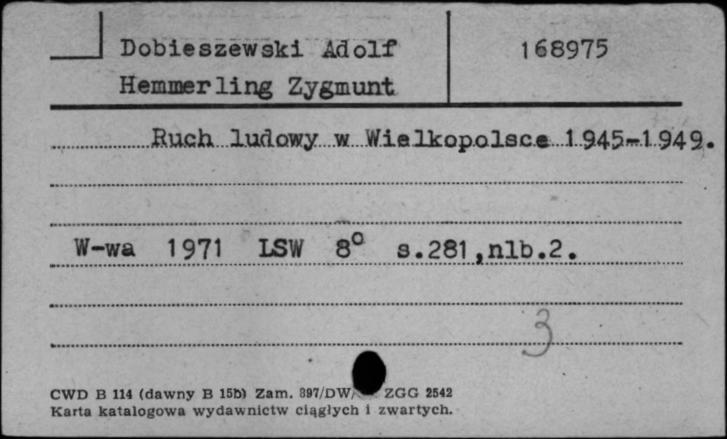 Dobieszewski Adolf 168975
Hemmerling Zygmunt
Ruch ludowy w Wielkopolsce 1945-1949.
W-wa 1971 LSW 8° s.281,nlb.2.
3
CWD B 114 (dawny B 15b) Zam. 897/DW/ ZGG 2542
Karta katalogowa wydawnictw ciągłych i zwartych.